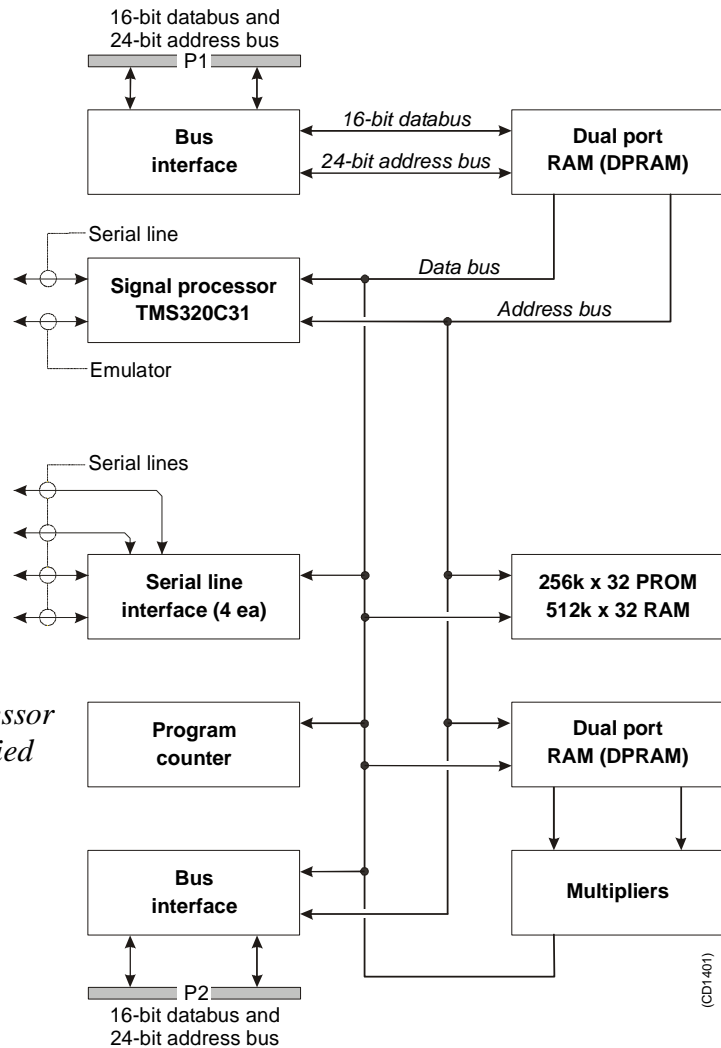 16-bit databus and
24-bit address bus
P1
Bus
interface
16-bit databus
24-bit address bus
Dual port
RAM (DPRAM)
Serial line
Signal processor
TMS320C31
Data bus
Address bus
Emulator
Serial lines
Serial line
interface (4 ea)
256k x 32 PROM
512k x 32 RAM
ssor
ied
Program
counter
Dual port
RAM (DPRAM)
Bus
interface
Multipliers
P2
16-bit databus and
24-bit address bus
(CD1401)